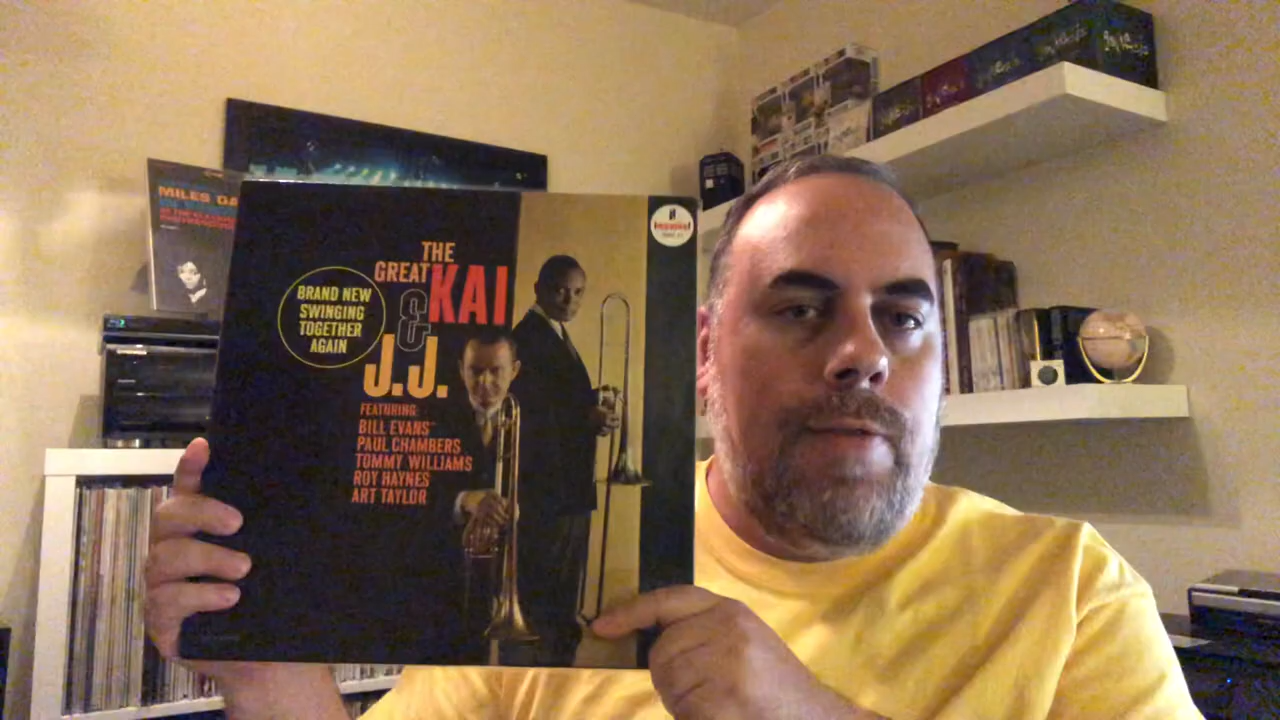 MILES DA
THE
GREAT KAI
&
J.J.
BRAND NEW
SWINGING
TOGETHER
AGAIN
FEATURING:
BILL EVANS
PAUL CHAMBERS
TOMMY WILLIAMS
ROY HAYNES
ART TAYLOR